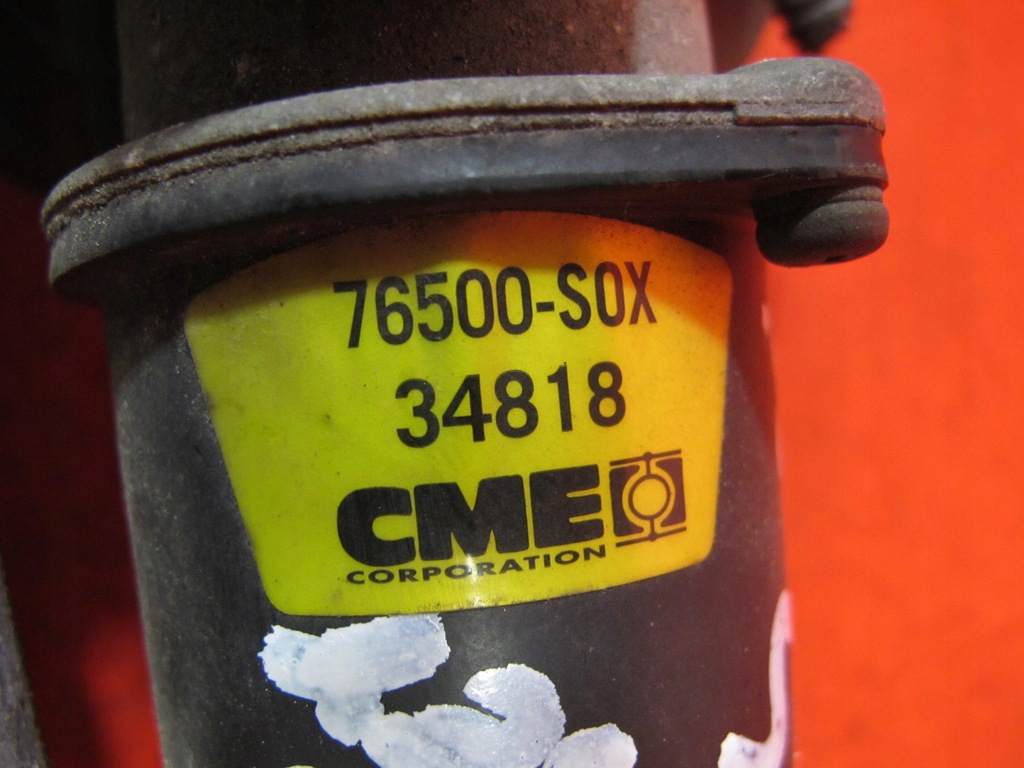 76500-S0X
34818
CME
CORPORATION